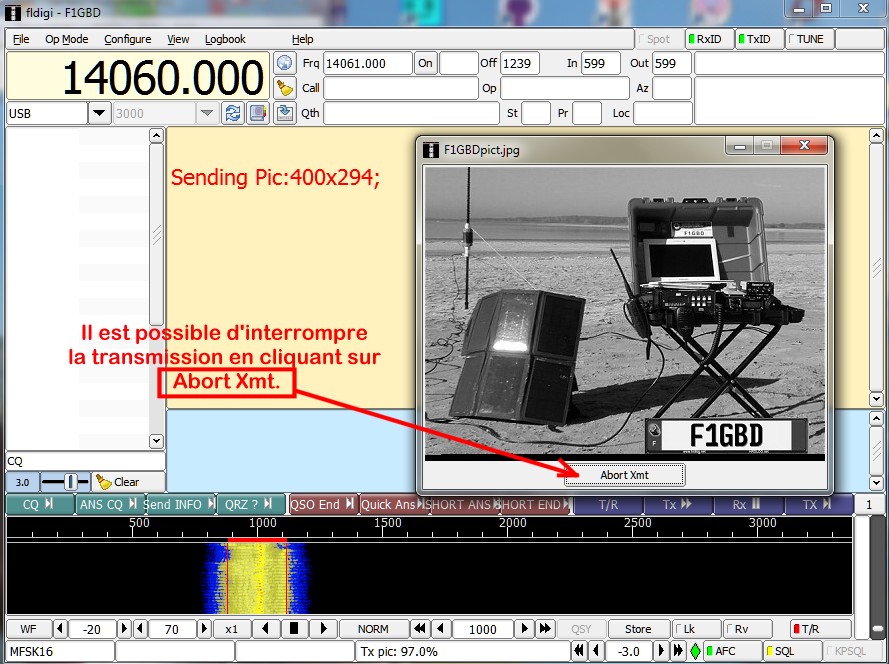 fldigi - F1GBD
File Op Mode Configure View Logbook Help Spot RxID TxID TUNE
14060.000
Frq 14061.000 On Off 1239 In 599 Out 599
Call Op Az
USB 3000 Qth St Pr Loc
F1GBDpict.jpg
Sending Pic:400x294;
F1GBD
Il est possible d'interrompre
la transmission en cliquant sur
Abort Xmt.
F F1GBD
Abort Xmt
CQ
3.0 Clear
CQ ANS CQ Send INFO QRZ ? QSO End Quick Ans SHORT ANS SHORT END T/R Tx Rx TX 1
500 1000 1500 2000 2500 3000
WF -20 70 x1 NORM 1000 QSY Store Lk Rv T/R
MFSK16 Tx pic: 97.0% -3.0 AFC SQL KPSQL